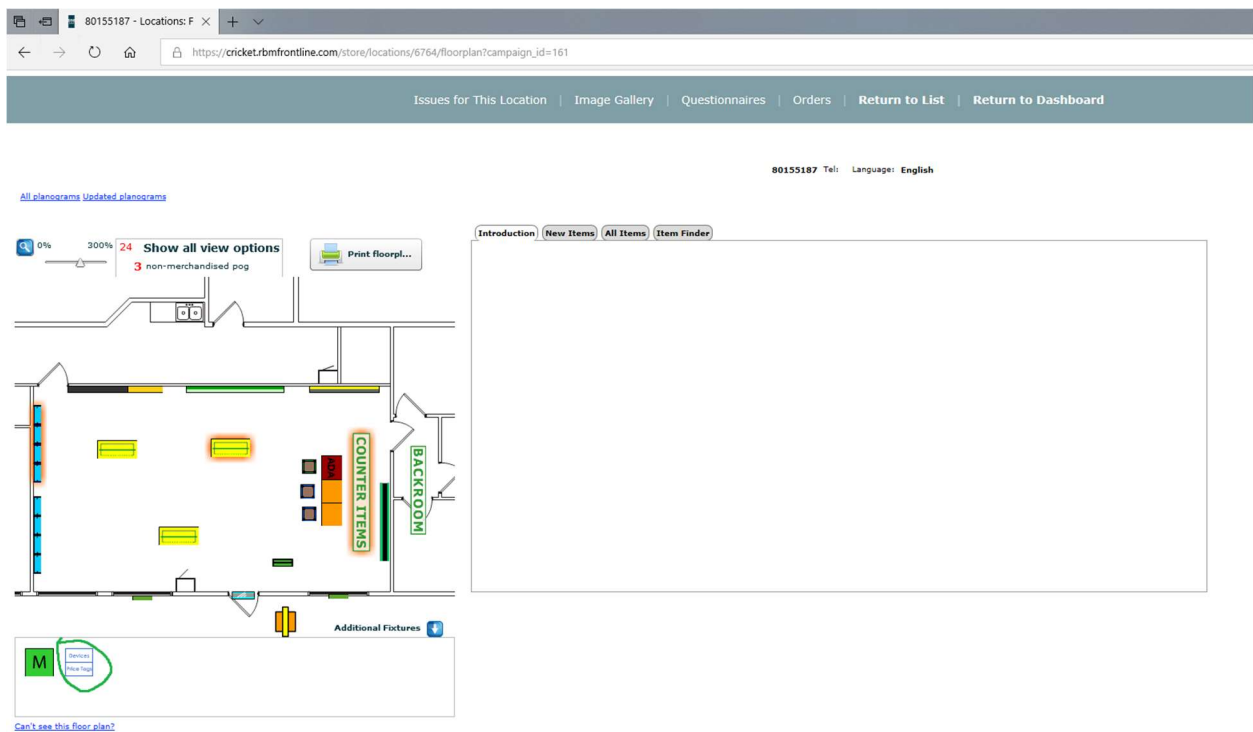 80155187 - Locations: F
https://cricket.rbmfrontline.com/store/locations/6764/floorplan?campaign_id=161
Issues for This Location | Image Gallery | Questionnaires | Orders | Return to List | Return to Dashboard
80155187 Tel: Language: English
All planograms Updated planograms
Introduction New Items All Items Item Finder
0% 300% 24 Show all view options
3 non-merchandised pog
Print floorpl...
ADA
COUNTER ITEMS
BACKROOM
Additional Fixtures
M
Devices
Price Tags
Can't see this floor plan?